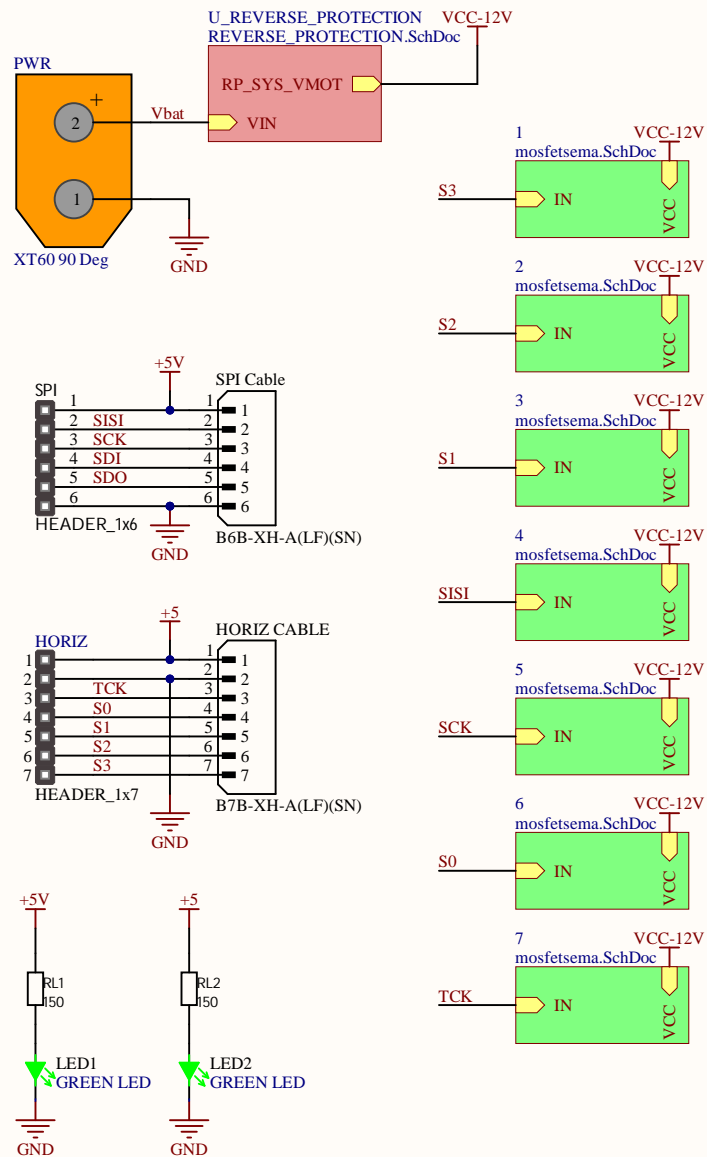 U_REVERSE_PROTECTION
REVERSE_PROTECTION.SchDoc
VCC-12V
PWR
RP_SYS_VMOT
+
2
Vbat
VIN
1
XT60 90 Deg
GND
1
mosfetsema.SchDoc
VCC-12V
S3
IN
VCC
2
mosfetsema.SchDoc
VCC-12V
S2
IN
VCC
3
mosfetsema.SchDoc
VCC-12V
S1
IN
VCC
4
mosfetsema.SchDoc
VCC-12V
SISI
IN
VCC
5
mosfetsema.SchDoc
VCC-12V
SCK
IN
VCC
6
mosfetsema.SchDoc
VCC-12V
S0
IN
VCC
7
mosfetsema.SchDoc
VCC-12V
TCK
IN
VCC
+5V
SPI
SPI Cable
1 1 1
2 SISI 2 2
3 SCK 3 3
4 SDI 4 4
5 SDO 5 5
6 6 6
HEADER_1x6
GND
B6B-XH-A(LF)(SN)
+5
HORIZ
HORIZ CABLE
1 1 1
2 2 2
3 TCK 3 3
4 S0 4 4
5 S1 5 5
6 S2 6 6
7 S3 7 7
HEADER_1x7
GND
B7B-XH-A(LF)(SN)
+5V
RL1
150
LED1
GREEN LED
GND
+5
RL2
150
LED2
GREEN LED
GND